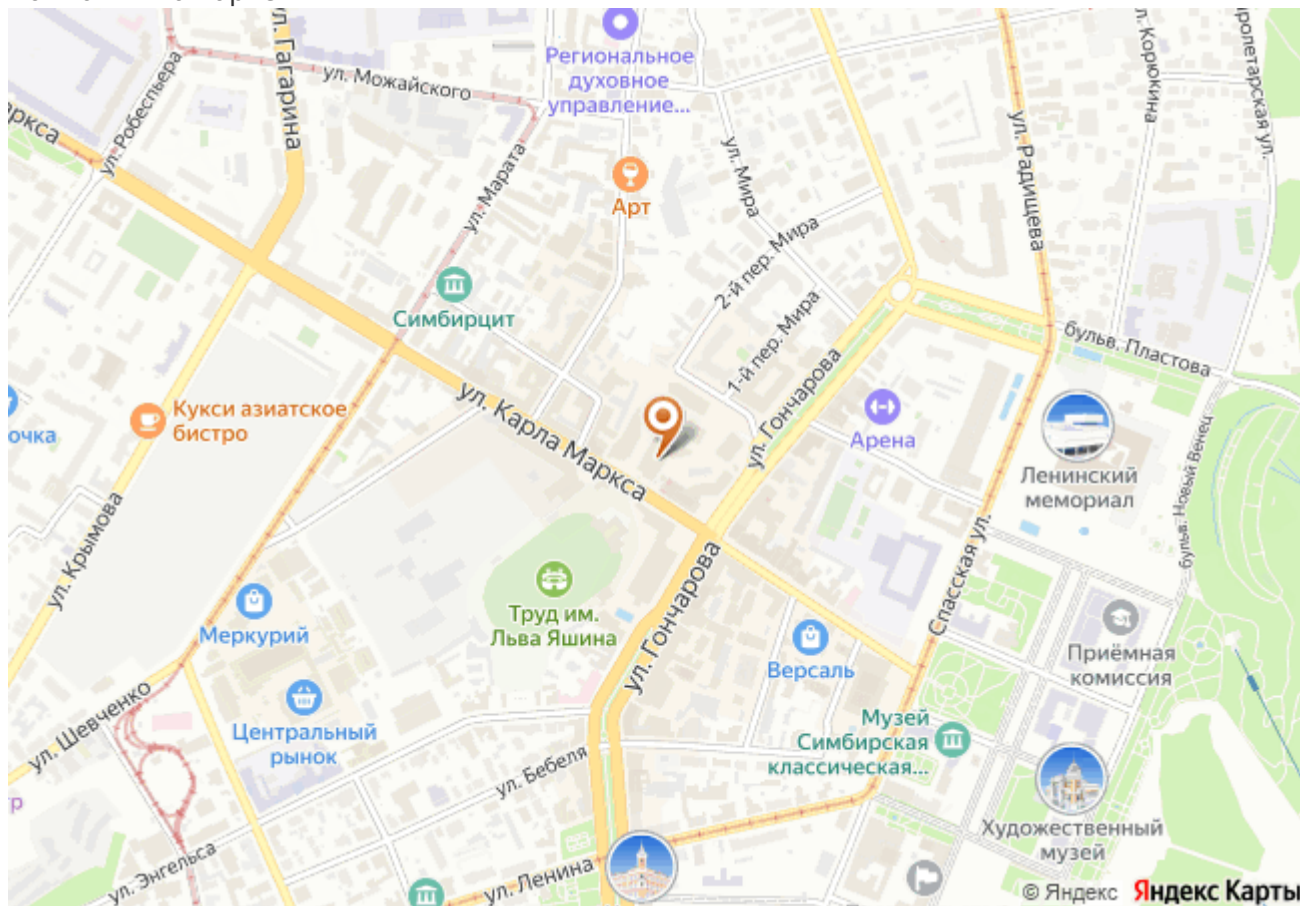 ул. Гагарина
ул. Можайского
Региональное
духовное
управление...
ул. Корюкина
ролетарская ул.
аркса
ул. Робеспьера
ул. Марата
ул. Мира
ул. Радищева
Арт
2-й пер. Мира
1-й пер. Мира
Симбирцит
бульв. Пластова
ул. Карла Маркса
ул. Гончарова
Кукси азиатское
бистро
очка
Арена
Ленинский
мемориал
бульв. Новый Венец
ул. Крымова
Спасская ул.
Труд им.
Льва Яшина
Меркурий
ул. Гончарова
Версаль
Приёмная
комиссия
ул. Шевченко
Центральный
рынок
Музей
Симбирская
классическая...
ул. Бебеля
р
Художественный
музей
ул. Энгельса
ул. Ленина
© Яндекс Яндекс Карты